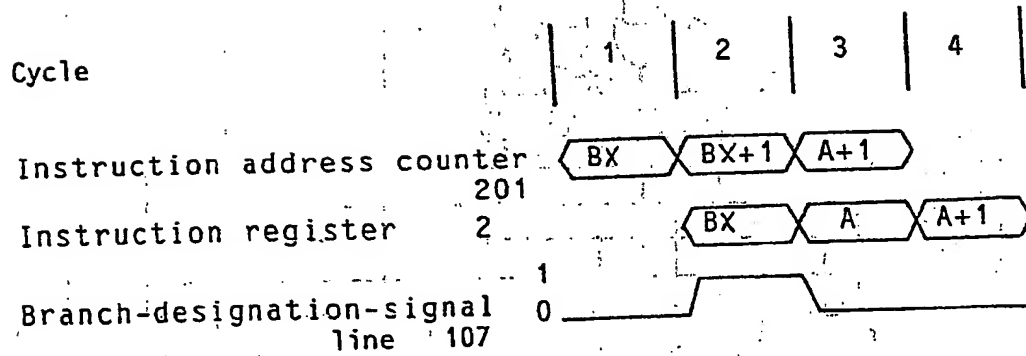 Cycle 1 2 3 4
Instruction address counter BX BX+1 A+1
201
Instruction register 2 BX A A+1
1
Branch-designation-signal 0
line 107